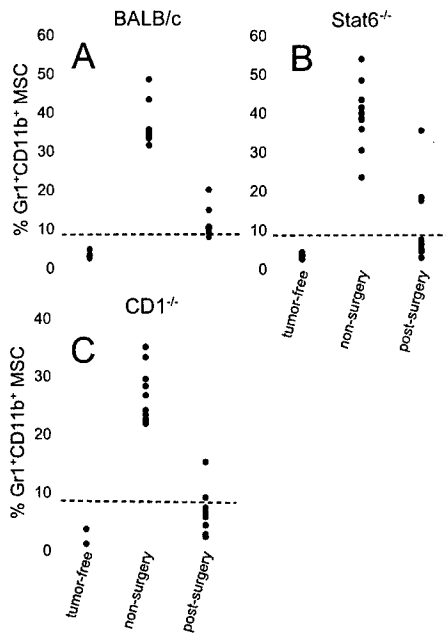 BALB/c
A
% Gr1+CD11b+ MSC
60
50
40
30
20
10
0
Stat6-/-
B
60
50
40
30
20
10
0
tumor-free
non-surgery
post-surgery
CD1-/-
C
% Gr1+CD11b+ MSC
40
30
20
10
0
tumor-free
non-surgery
post-surgery